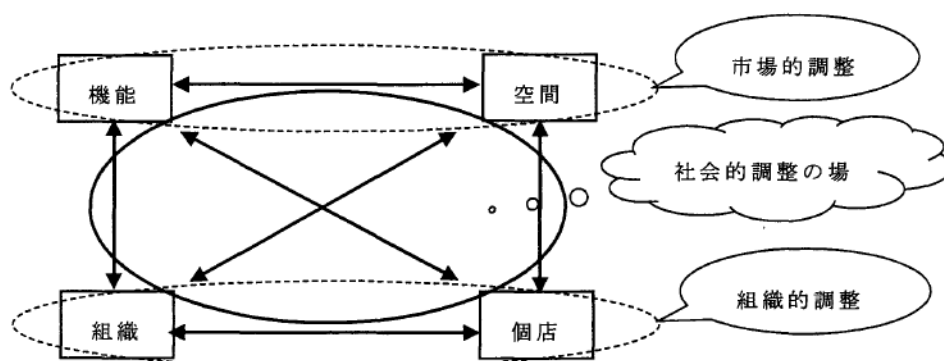 機能
空間
市場的調整
社会的調整の場
組織
個店
組織的調整